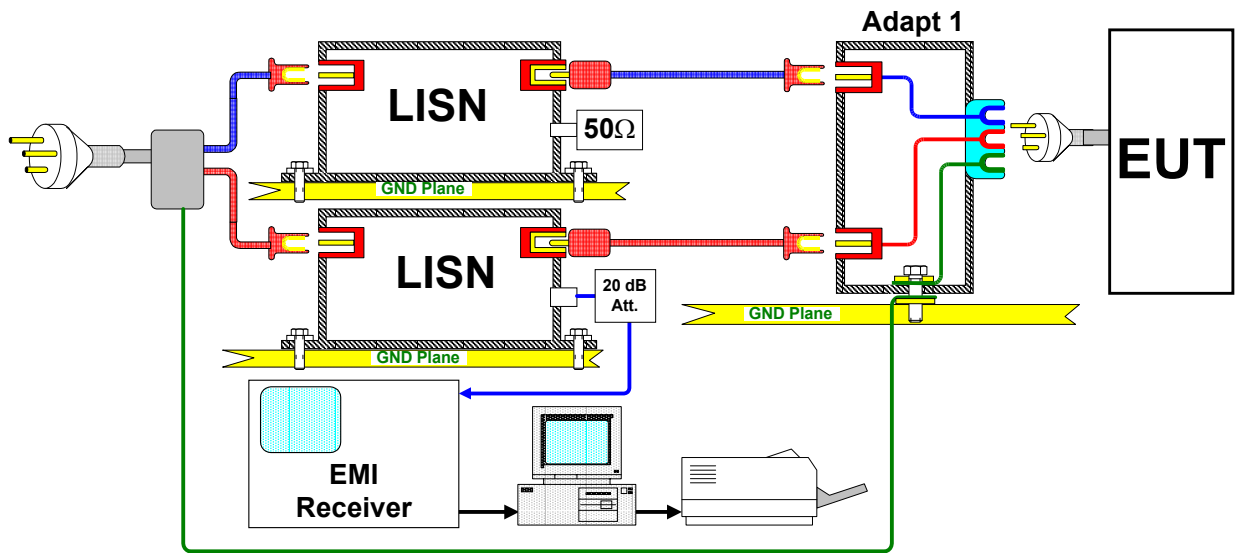 Adapt 1
LISN
50Ω
EUT
GND Plane
LISN
20 dB
Att.
GND Plane
GND Plane
EMI
Receiver